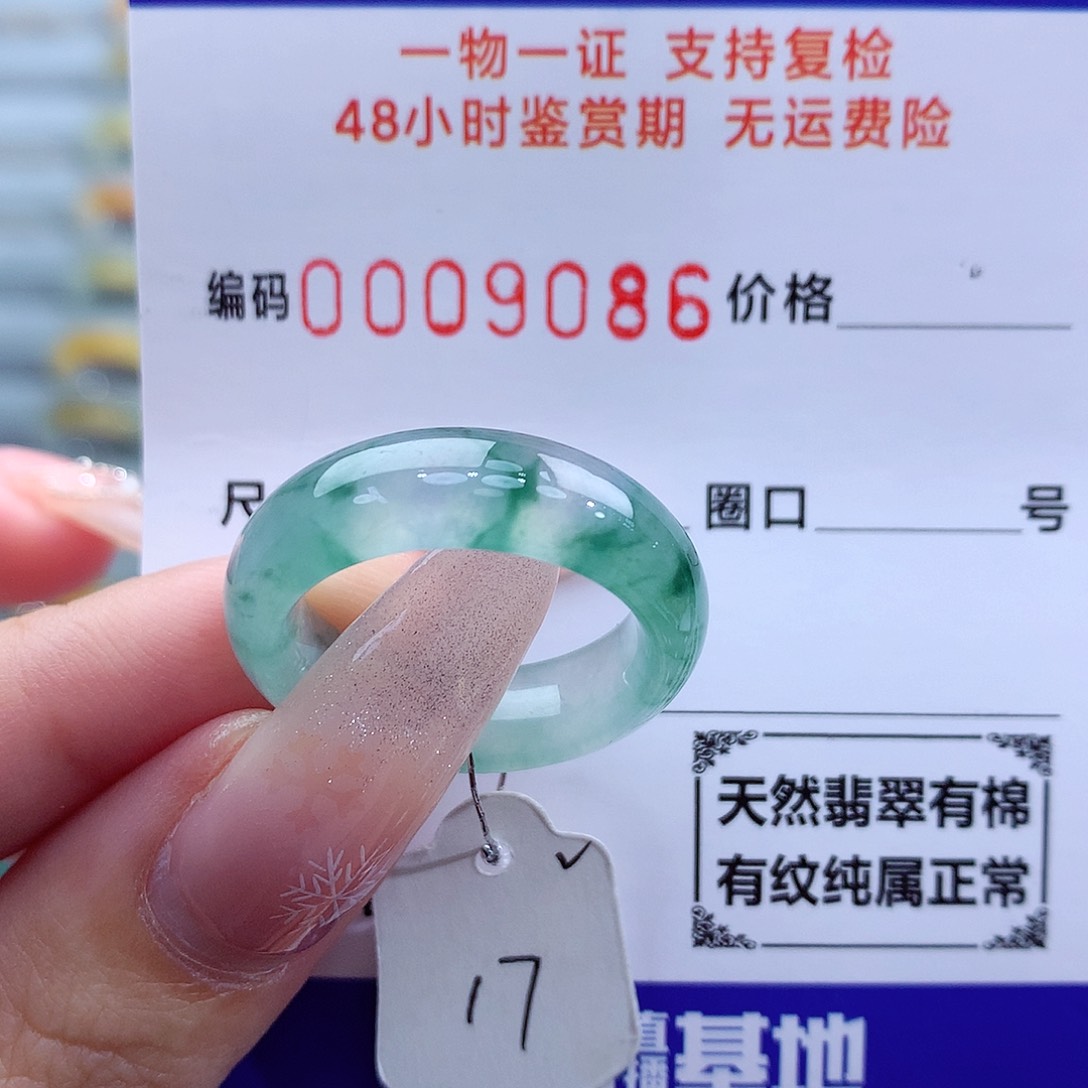 一物一证 支持复检
48小时鉴赏期 无运费险
编码0009086价格
尺 圈口 号
天然翡翠有棉
有纹纯属正常
17
直播基地